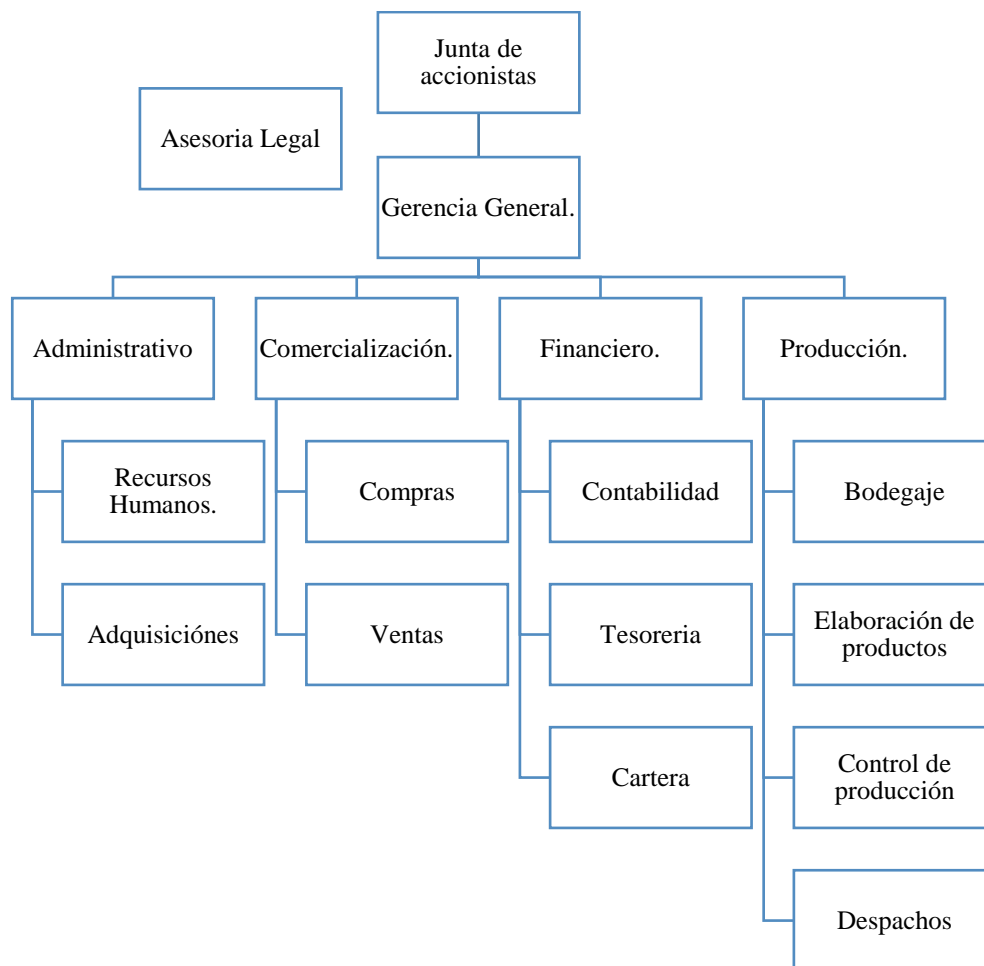 Junta de
accionistas
Asesoria Legal
Gerencia General.
Administrativo
Comercialización.
Financiero.
Producción.
Recursos
Humanos.
Compras
Contabilidad
Bodegaje
Adquisiciónes
Ventas
Tesoreria
Elaboración de
productos
Cartera
Control de
producción
Despachos